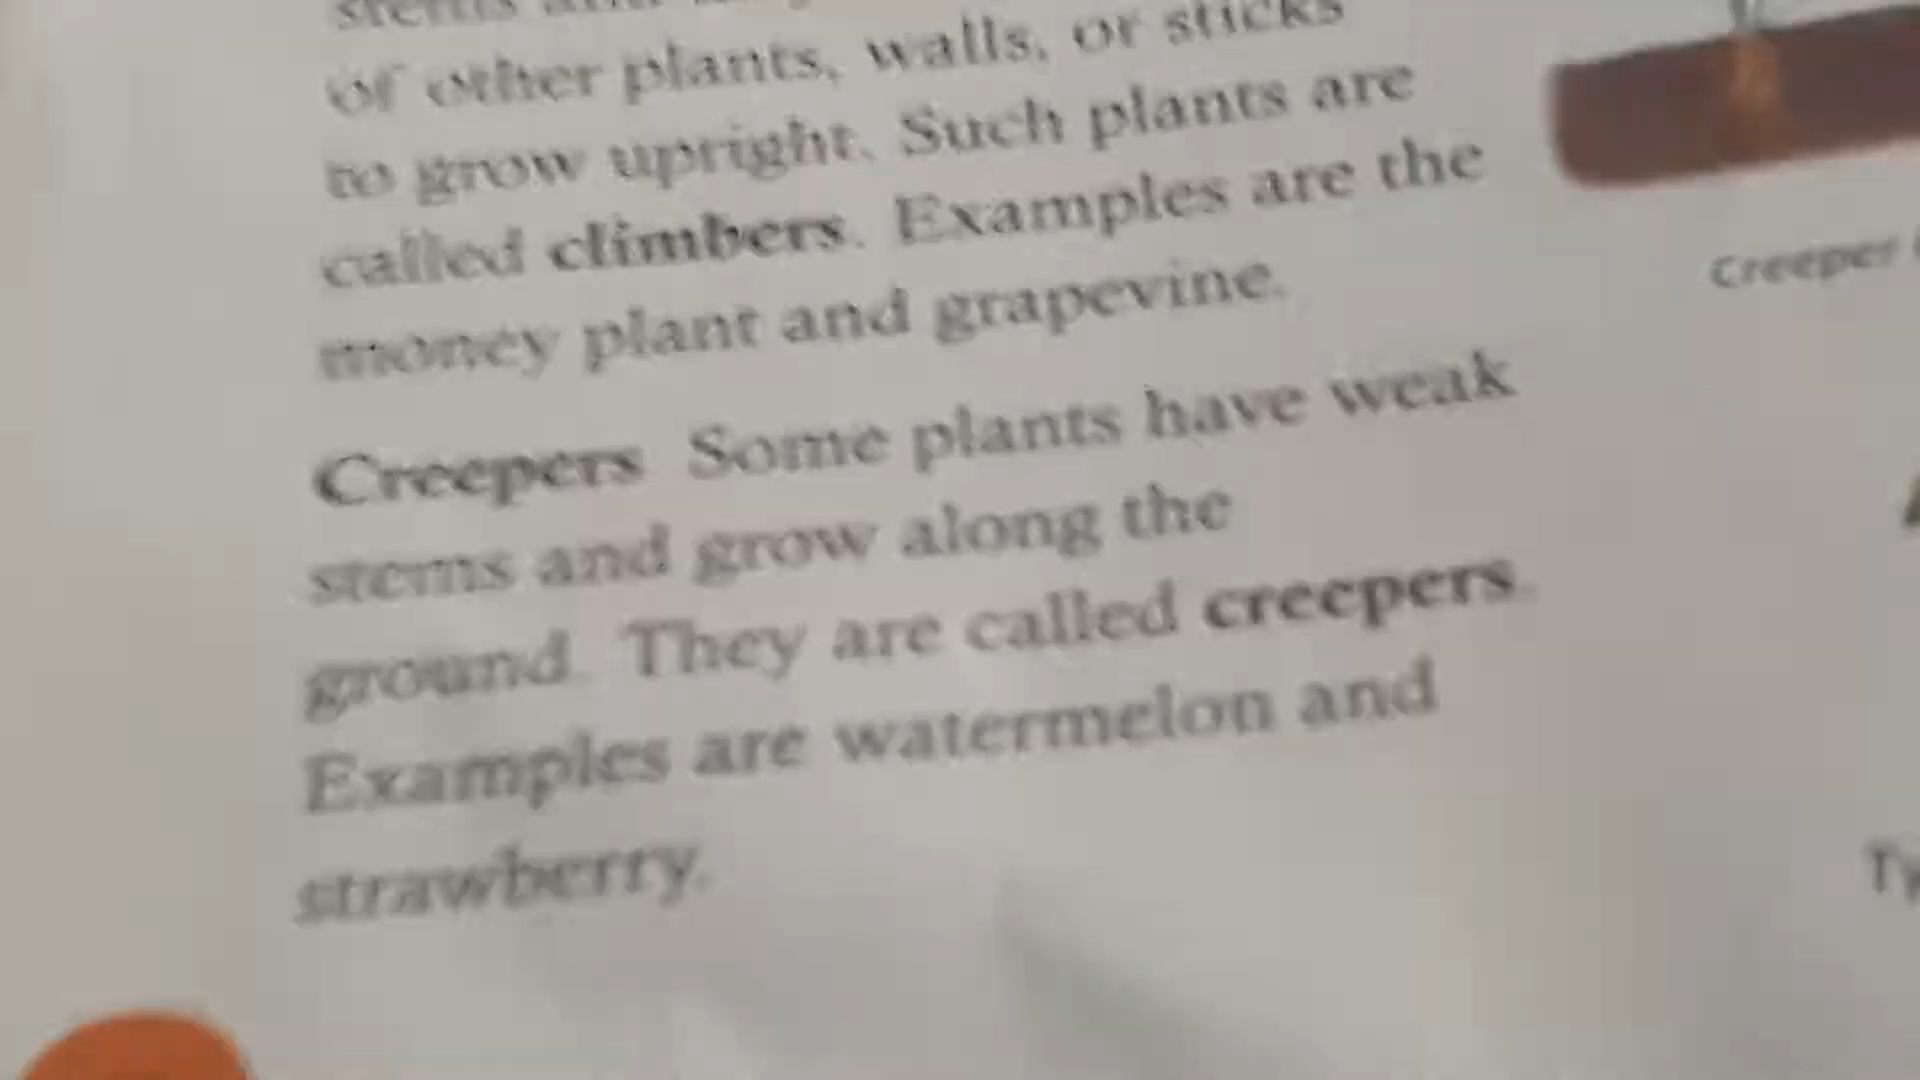 stems and
of other plants, walls, or sticks
to grow upright. Such plants are
called climbers. Examples are the
money plant and grapevine.
Creeper
Creepers Some plants have weak
stems and grow along the
ground. They are called creepers.
Examples are watermelon and
strawberry.